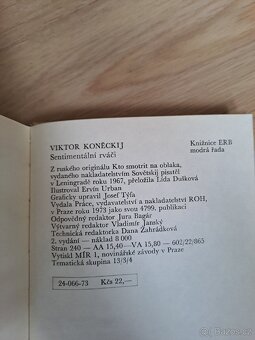 VIKTOR KONĚCKIJ
Knižnice ERB
Sentimentální rváči
modrá řada
Z ruského originálu Kto smotrit na oblaka,
vydaného nakladatelstvím Sovětskij pisatěl
v Leningradě roku 1967, přeložila Lída Dušková
Ilustroval Ervín Urban
Graficky upravil Josef Týfa
Vydala Práce, vydavatelství a nakladatelství ROH,
v Praze roku 1973 jako svou 4799. publikaci
Odpovědný redaktor Jura Bagár
Výtvarný redaktor Vladimír Janský
Technická redaktorka Dana Žahrádková
2. vydání — náklad 8 000
Stran 240 — AA 15,40—VA 15,80 — 602/22/865
Vytiskl MÍR 1, novinářské závody v Praze
Tematická skupina 13/3/4
24-066-73
Kčs 22,—